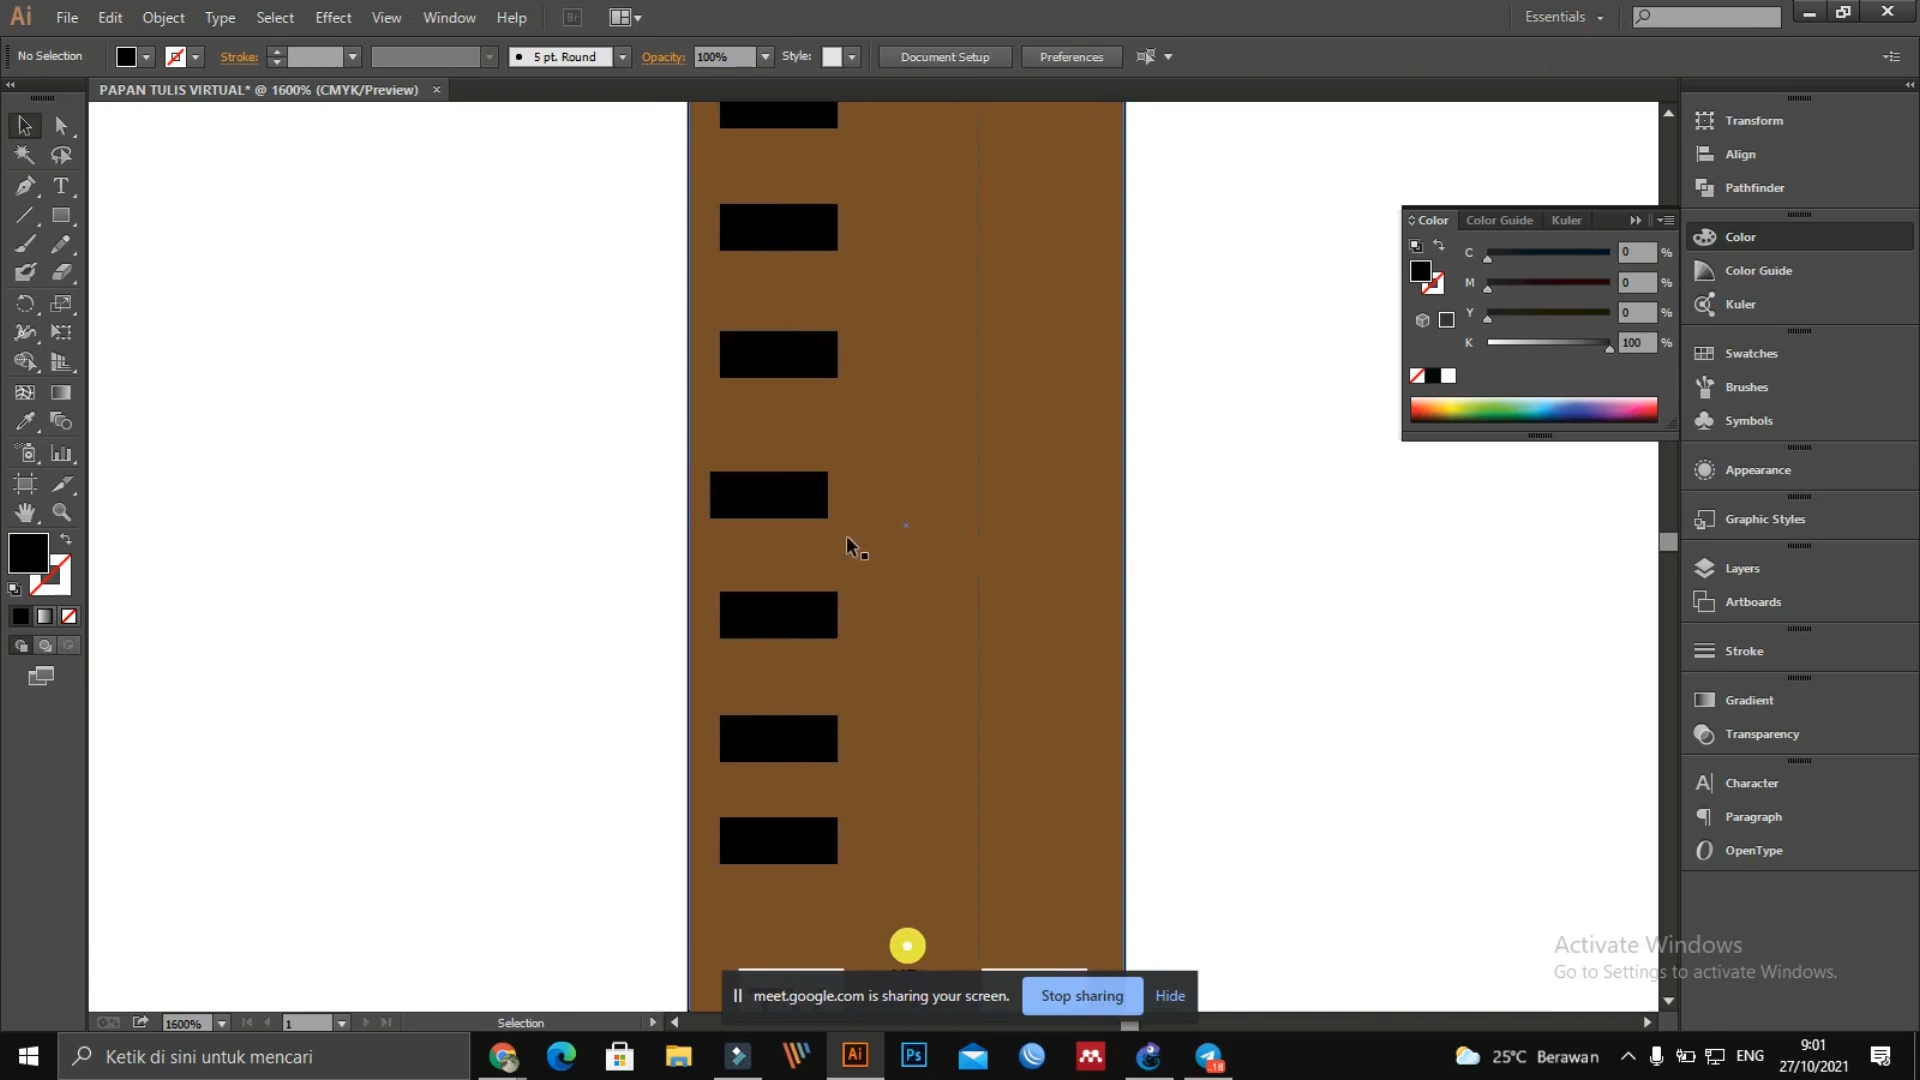 Ai File Edit Object Type Select Effect View Window Help Br Essentials
No Selection Stroke: 5 pt. Round Opacity: 100% Style: Document Setup Preferences
PAPAN TULIS VIRTUAL* @ 1600% (CMYK/Preview) ×
Transform
Align
Pathfinder
Color
Color Guide
Kuler
Swatches
Brushes
Symbols
Appearance
Graphic Styles
Layers
Artboards
Stroke
Gradient
Transparency
Character
Paragraph
OpenType
Color Color Guide Kuler
C 0 %
M 0 %
Y 0 %
K 100 %
Activate Windows
Go to Settings to activate Windows.
meet.google.com is sharing your screen. Stop sharing Hide
1600% 1 Selection
Ketik di sini untuk mencari
Ai Ps 18
25°C Berawan ENG
9:01
27/10/2021